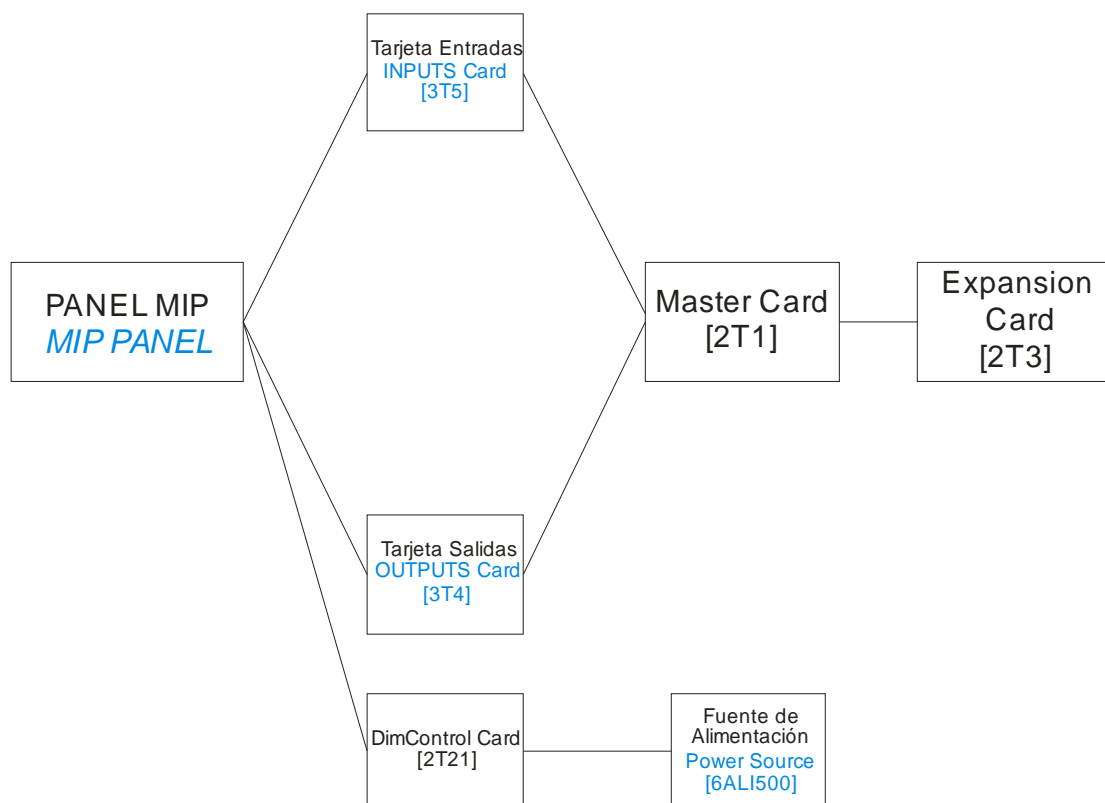 Tarjeta Entradas
INPUTS Card
[3T5]
PANEL MIP
MIP PANEL
Master Card
[2T1]
Expansion
Card
[2T3]
Tarjeta Salidas
OUTPUTS Card
[3T4]
DimControl Card
[2T21]
Fuente de
Alimentación
Power Source
[6ALI500]